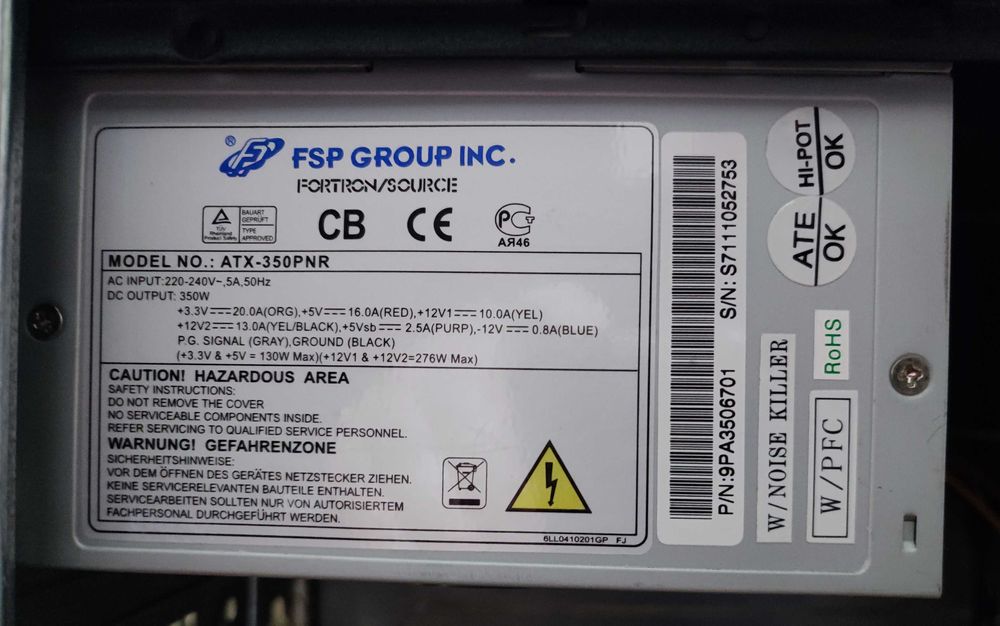 ® FSP GROUP INC.
FORTRON/SOURCE
TÜV Rheinland Product Safety
BAUART GEPRÜFT
TYPE APPROVED
CB
CE
РСТ
АЯ46
MODEL NO.: ATX-350PNR
AC INPUT:220-240V~,5A,50Hz
DC OUTPUT: 350W
+3.3V⎓20.0A(ORG),+5V⎓16.0A(RED),+12V1⎓10.0A(YEL)
+12V2⎓13.0A(YEL/BLACK),+5Vsb⎓2.5A(PURP),-12V⎓0.8A(BLUE)
P.G. SIGNAL (GRAY),GROUND (BLACK)
(+3.3V & +5V = 130W Max)(+12V1 & +12V2=276W Max)
CAUTION! HAZARDOUS AREA
SAFETY INSTRUCTIONS:
DO NOT REMOVE THE COVER
NO SERVICEABLE COMPONENTS INSIDE.
REFER SERVICING TO QUALIFIED SERVICE PERSONNEL.
WARNUNG! GEFAHRENZONE
SICHERHEITSHINWEISE:
VOR DEM ÖFFNEN DES GERÄTES NETZSTECKER ZIEHEN.
KEINE SERVICERELEVANTEN BAUTEILE ENTHALTEN.
SERVICEARBEITEN SOLLTEN NUR VON AUTORISIERTEM
FACHPERSONAL DURCHGEFÜHRT WERDEN.
6LL0410201GP FJ
P/N:9PA3506701 S/N: S71111052753
HI-POT
OK
ATE
OK
RoHS
W/NOISE KILLER
W/PFC